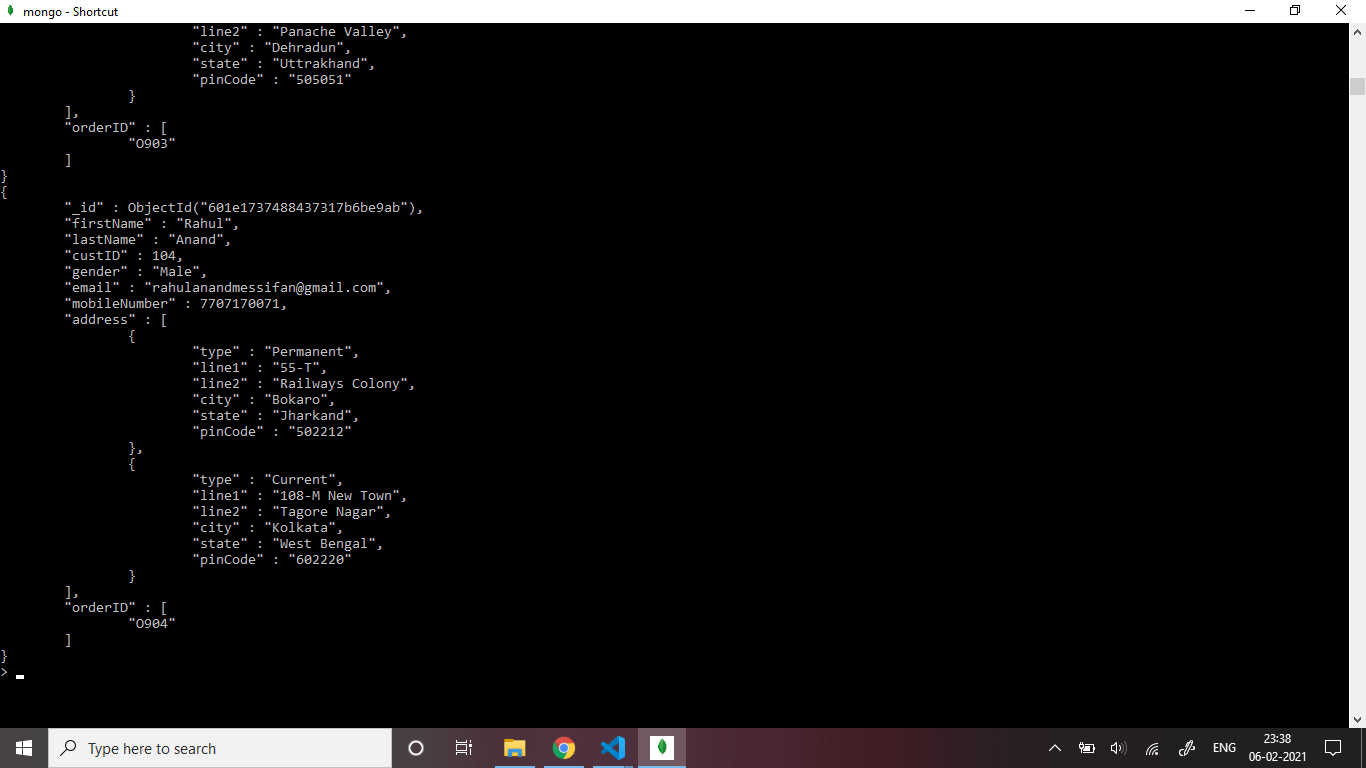 mongo - Shortcut
"line2" : "Panache Valley",
"city" : "Dehradun",
"state" : "Uttrakhand",
"pinCode" : "505051"
}
],
"orderID" : [
"O903"
]
}
{
"_id" : ObjectId("601e1737488437317b6be9ab"),
"firstName" : "Rahul",
"lastName" : "Anand",
"custID" : 104,
"gender" : "Male",
"email" : "rahulanandmessifan@gmail.com",
"mobileNumber" : 7707170071,
"address" : [
{
"type" : "Permanent",
"line1" : "55-T",
"line2" : "Railways Colony",
"city" : "Bokaro",
"state" : "Jharkand",
"pinCode" : "502212"
},
{
"type" : "Current",
"line1" : "108-M New Town",
"line2" : "Tagore Nagar",
"city" : "Kolkata",
"state" : "West Bengal",
"pinCode" : "602220"
}
],
"orderID" : [
"O904"
]
}
>
Type here to search
ENG
23:38
06-02-2021